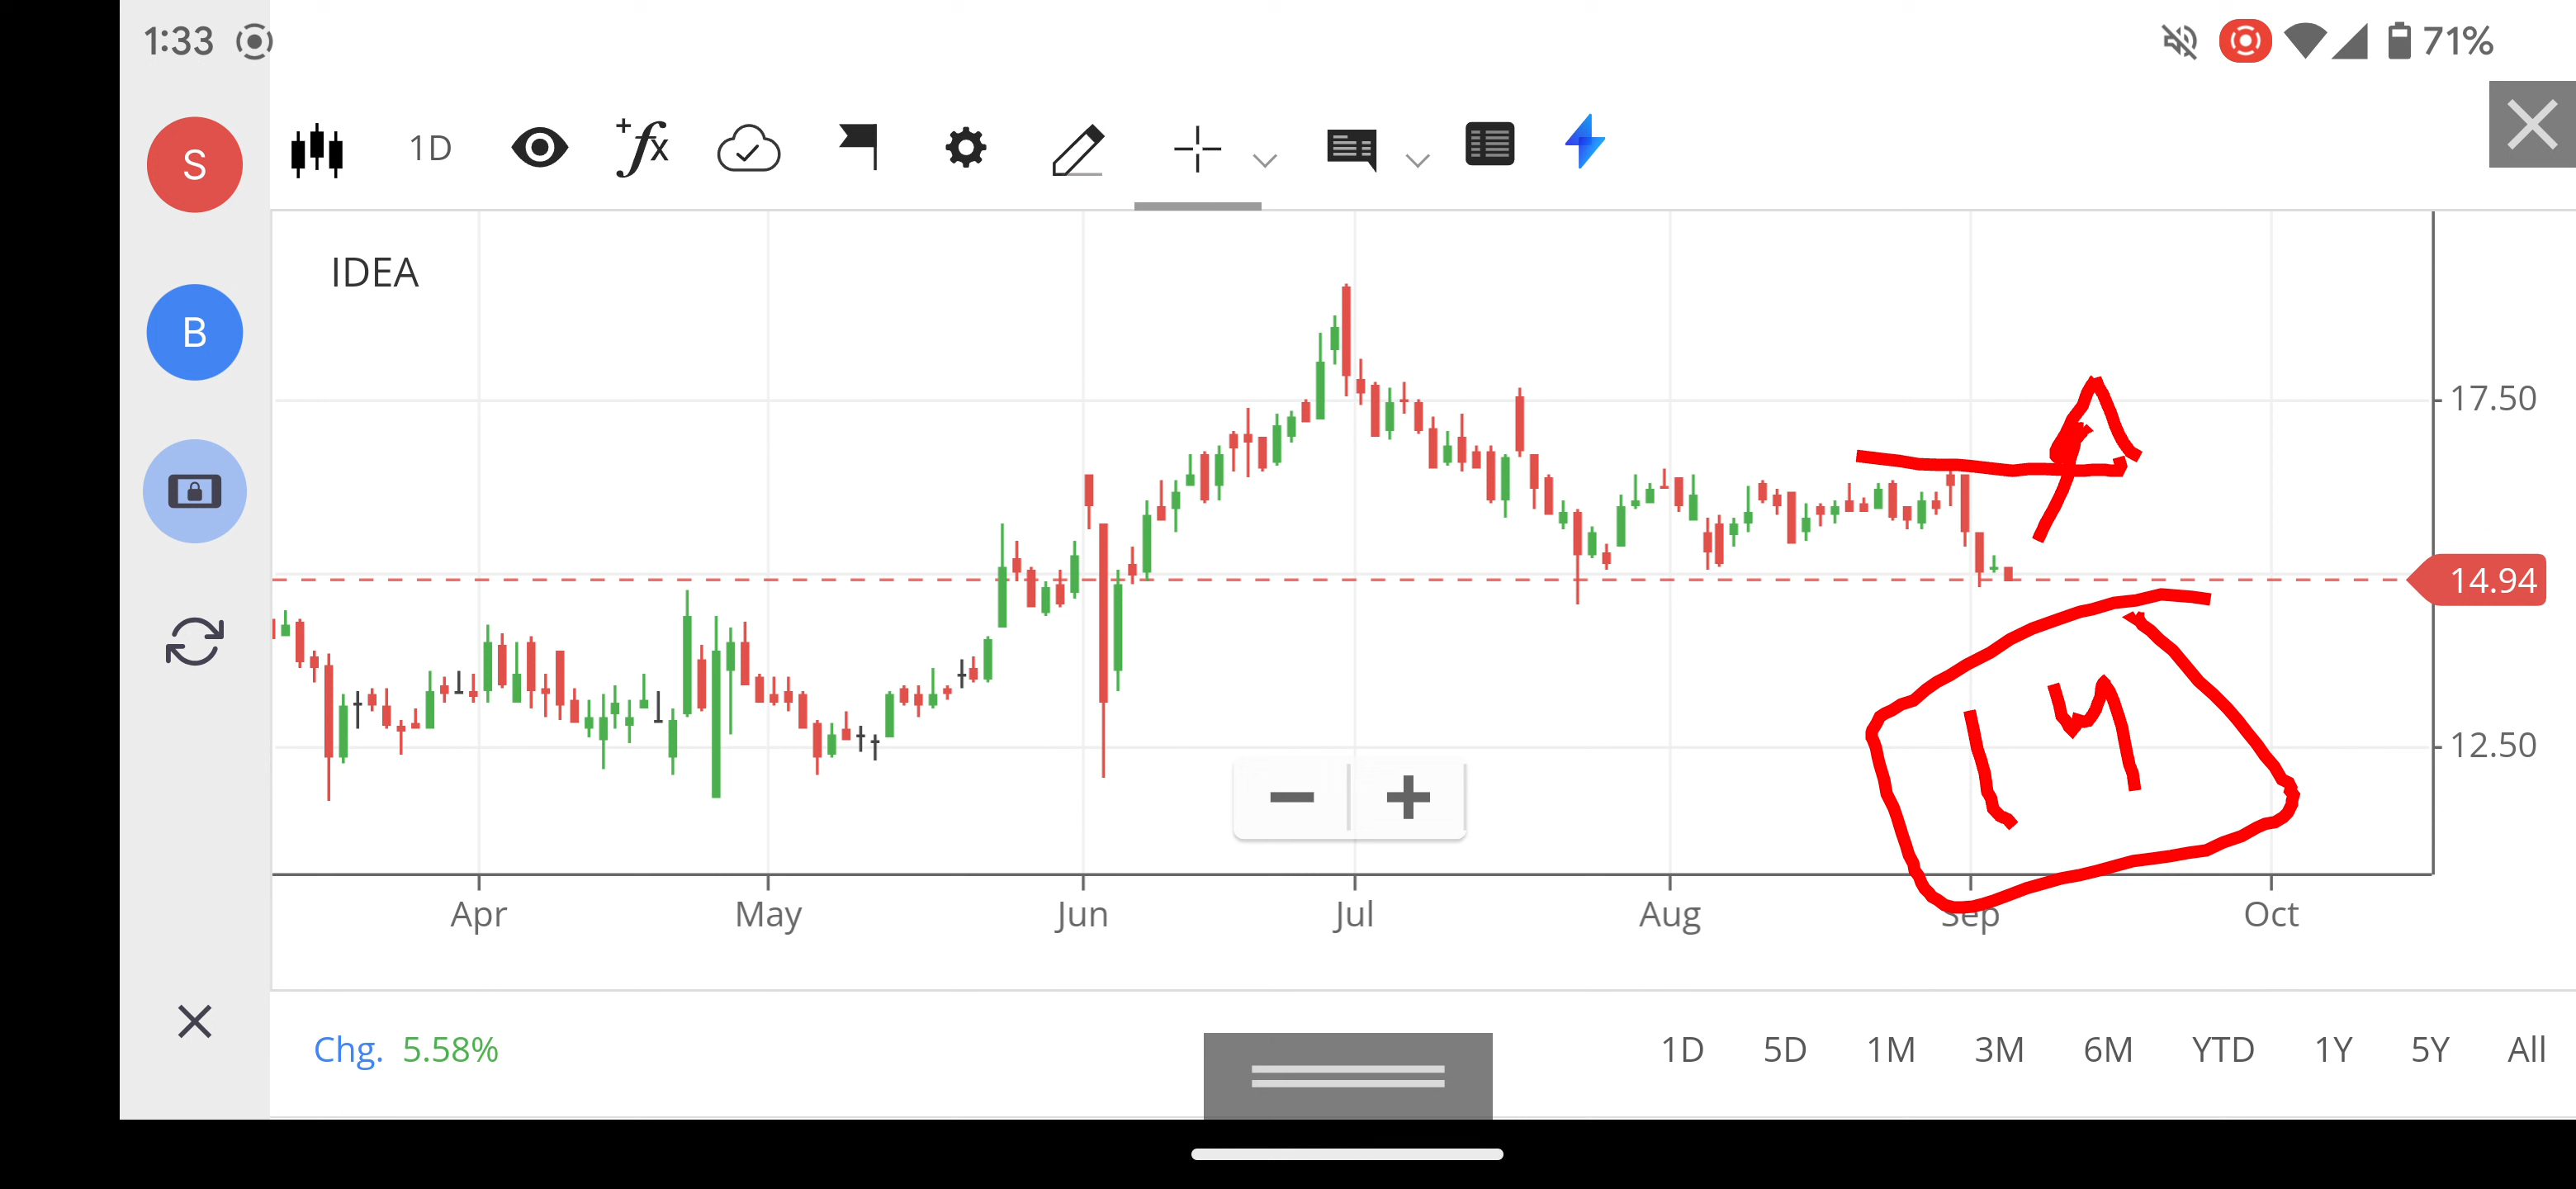 1:33
71%
S
1D
+fx
B
IDEA
17.50
14.94
14
12.50
Apr May Jun Jul Aug Sep Oct
Chg. 5.58%
1D 5D 1M 3M 6M YTD 1Y 5Y All